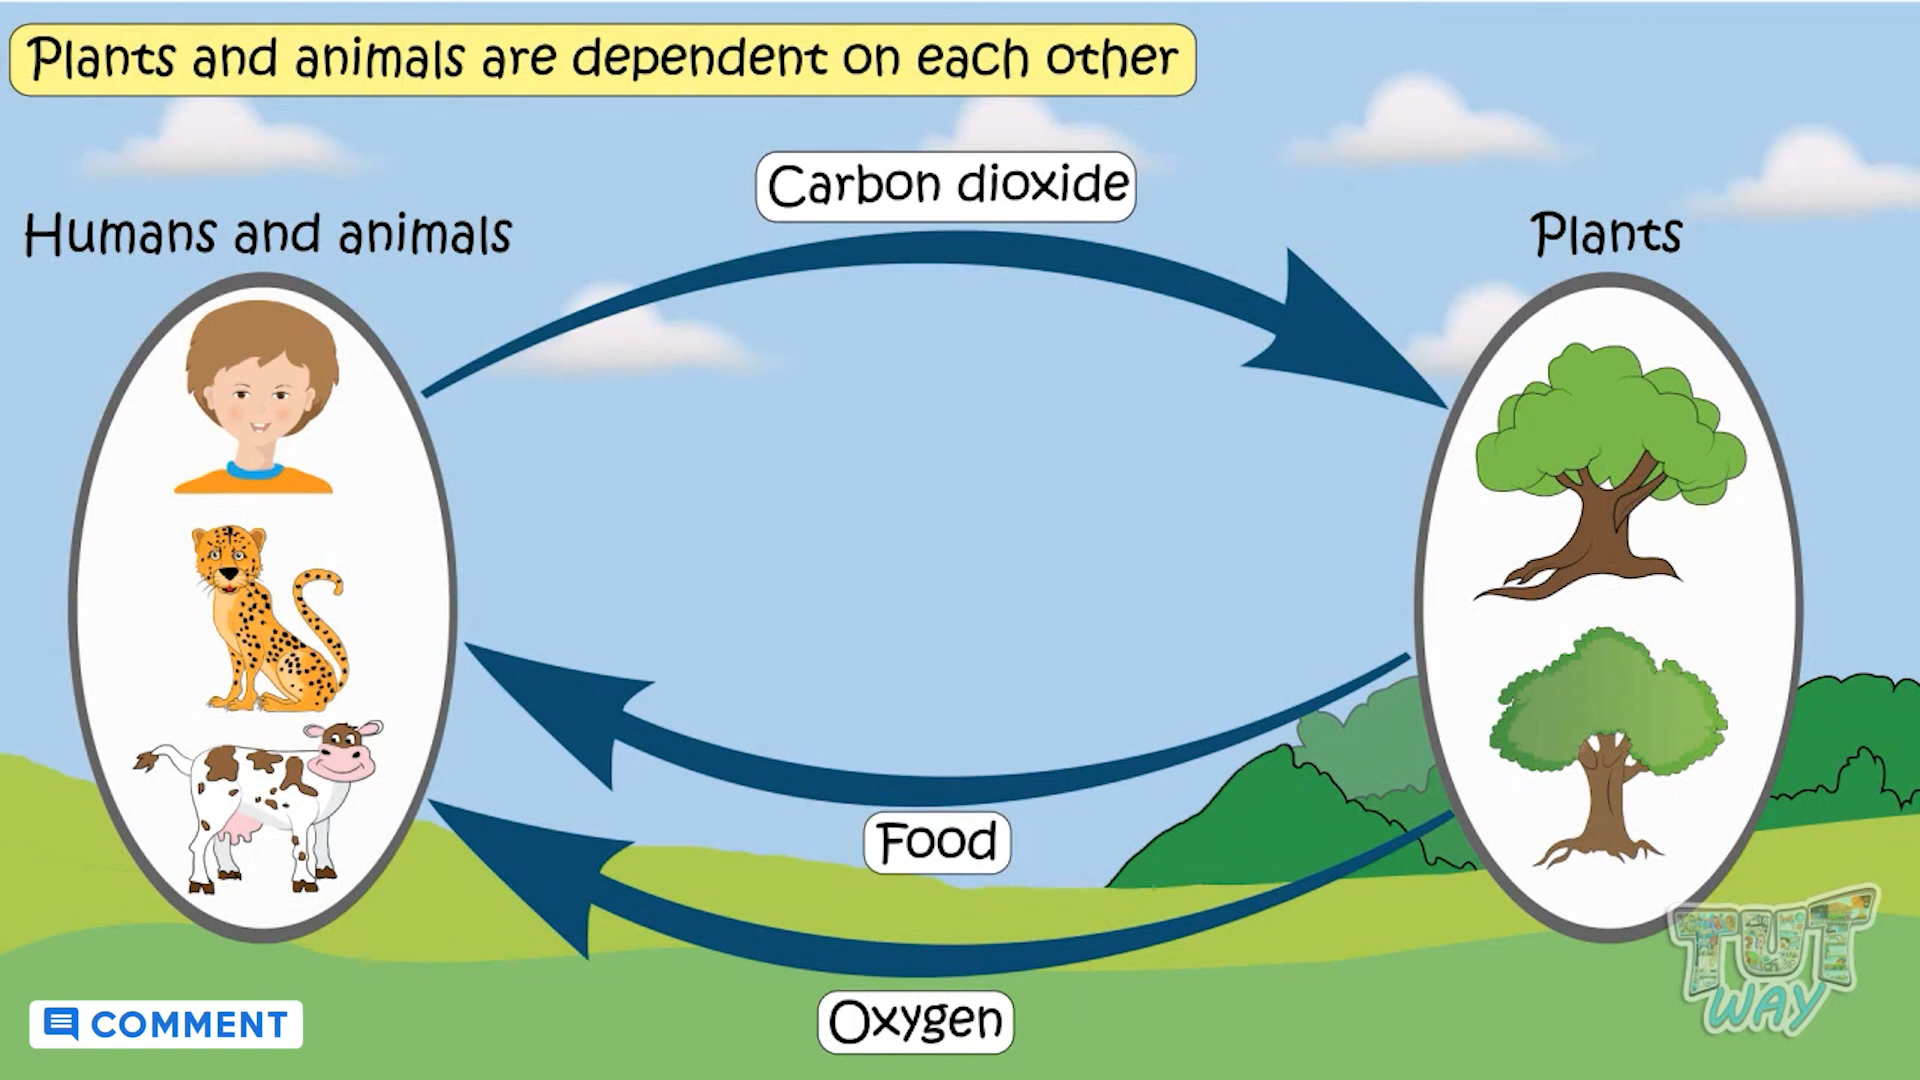 Plants and animals are dependent on each other
Carbon dioxide
Humans and animals
Plants
Food
Oxygen
COMMENT
TUT
WAY